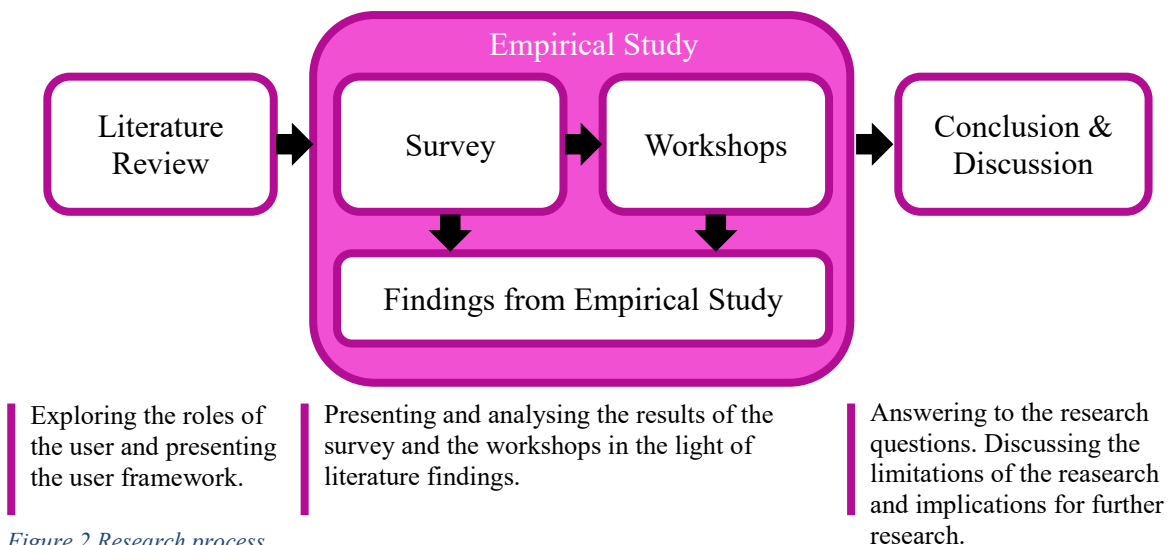 Empirical Study
Literature
Review
Survey
Workshops
Conclusion &
Discussion
Findings from Empirical Study
Exploring the roles of
the user and presenting
the user framework.
Presenting and analysing the results of the
survey and the workshops in the light of
literature findings.
Answering to the research
questions. Discussing the
limitations of the reasearch
and implications for further
research.
Figure 2 Research process